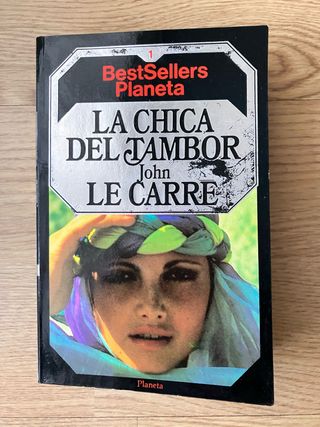 1
BestSellers
Planeta
LA CHICA
DEL TAMBOR
John
LE CARRE
Planeta